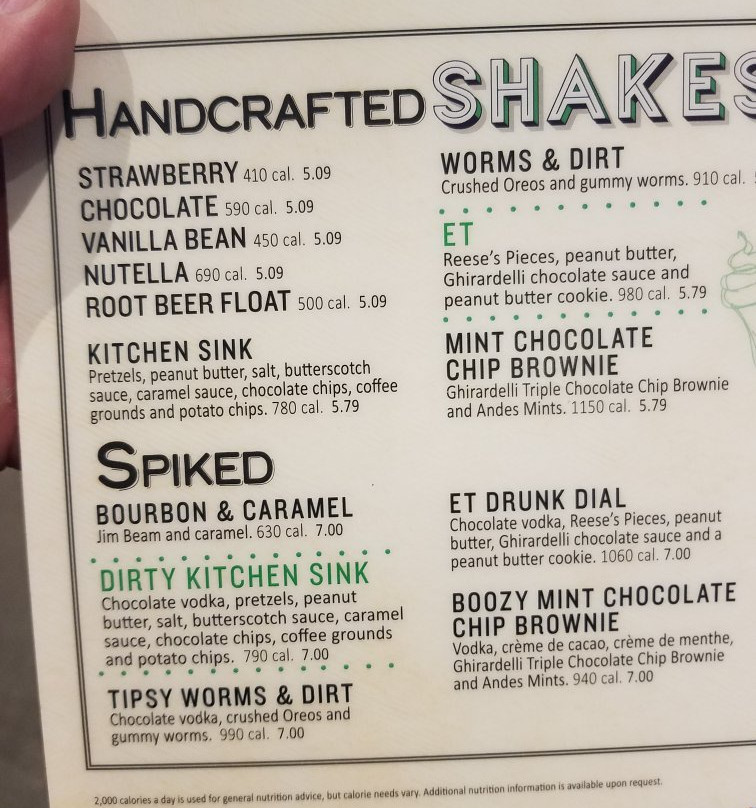 HANDCRAFTED SHAKES
STRAWBERRY 410 cal. 5.09
CHOCOLATE 590 cal. 5.09
VANILLA BEAN 450 cal. 5.09
NUTELLA 690 cal. 5.09
ROOT BEER FLOAT 500 cal. 5.09
KITCHEN SINK
Pretzels, peanut butter, salt, butterscotch
sauce, caramel sauce, chocolate chips, coffee
grounds and potato chips. 780 cal. 5.79
WORMS & DIRT
Crushed Oreos and gummy worms. 910 cal.
ET
Reese's Pieces, peanut butter,
Ghirardelli chocolate sauce and
peanut butter cookie. 980 cal. 5.79
MINT CHOCOLATE
CHIP BROWNIE
Ghirardelli Triple Chocolate Chip Brownie
and Andes Mints. 1150 cal. 5.79
SPIKED
BOURBON & CARAMEL
Jim Beam and caramel. 630 cal. 7.00
DIRTY KITCHEN SINK
Chocolate vodka, pretzels, peanut
butter, salt, butterscotch sauce, caramel
sauce, chocolate chips, coffee grounds
and potato chips. 790 cal. 7.00
TIPSY WORMS & DIRT
Chocolate vodka, crushed Oreos and
gummy worms. 990 cal. 7.00
ET DRUNK DIAL
Chocolate vodka, Reese's Pieces, peanut
butter, Ghirardelli chocolate sauce and a
peanut butter cookie. 1060 cal. 7.00
BOOZY MINT CHOCOLATE
CHIP BROWNIE
Vodka, crème de cacao, crème de menthe,
Ghirardelli Triple Chocolate Chip Brownie
and Andes Mints. 940 cal. 7.00
2,000 calories a day is used for general nutrition advice, but calorie needs vary. Additional nutrition information is available upon request.